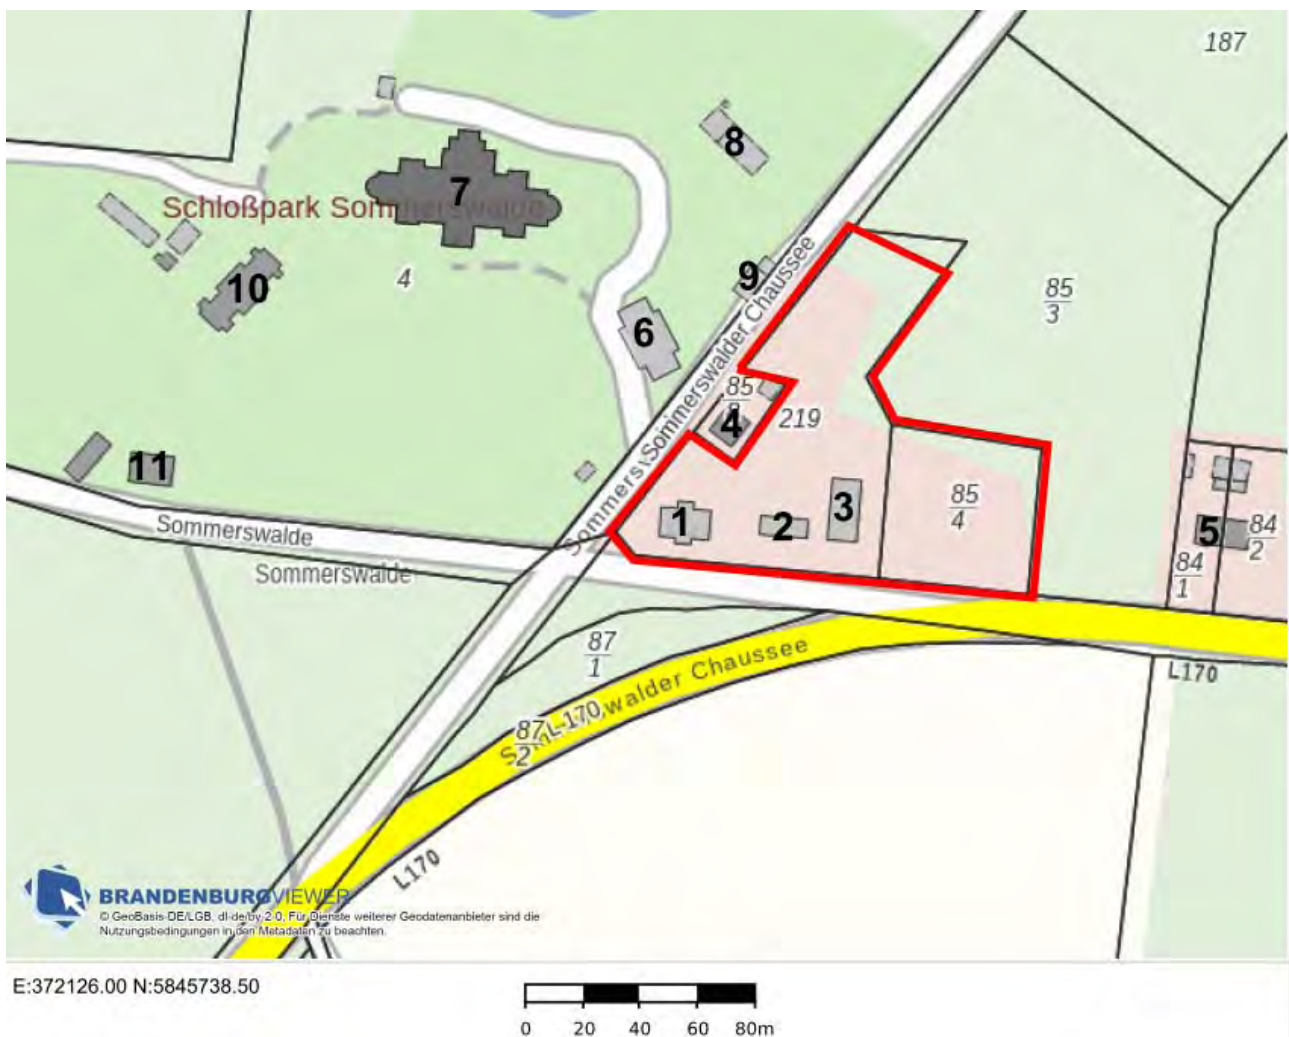 187
8
7
Schloßpark Sommerswalde
10
4
9
6
Sommerswalder Chaussee
85
3
85
4
219
11
1
2
3
85
4
5
84
2
84
1
Sommers
Sommerswalde
Sommerswalde
87
1
walder Chaussee
L170
87
2
L 170
L170
BRANDENBURGVIEWER
© GeoBasis-DE/LGB, dl-de/by-2-0, Für Dienste weiterer Geodatenanbieter sind die
Nutzungsbedingungen in den Metadaten zu beachten.
E:372126.00 N:5845738.50
0 20 40 60 80m